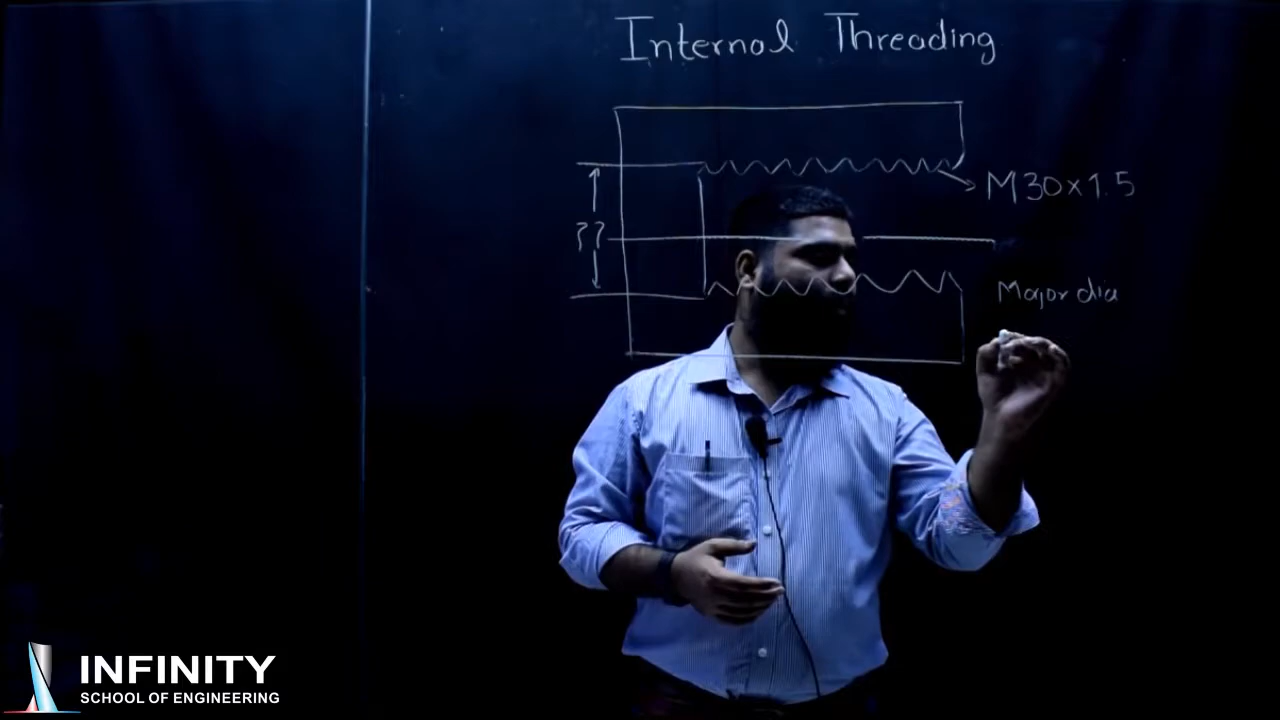 Internal Threading
M30x1.5
??
Major dia
INFINITY
SCHOOL OF ENGINEERING